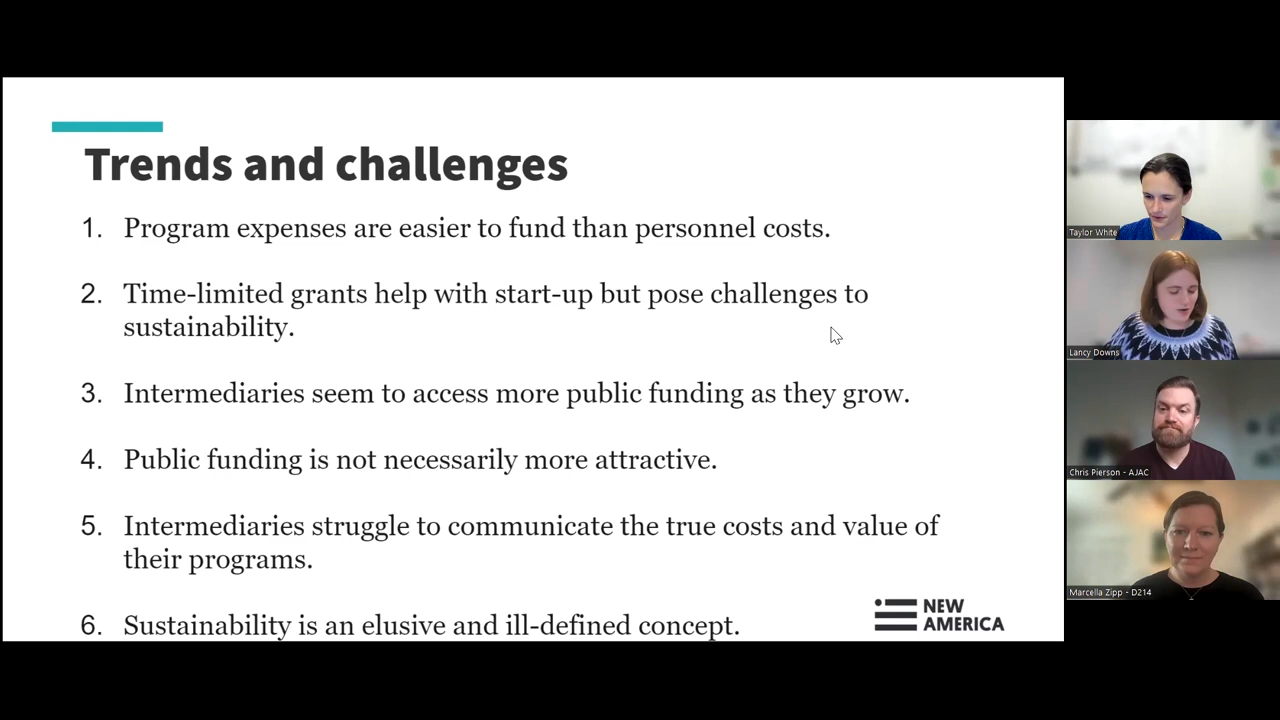 Trends and challenges
1. Program expenses are easier to fund than personnel costs.
2. Time-limited grants help with start-up but pose challenges to
sustainability.
3. Intermediaries seem to access more public funding as they grow.
4. Public funding is not necessarily more attractive.
5. Intermediaries struggle to communicate the true costs and value of
their programs.
6. Sustainability is an elusive and ill-defined concept.
NEW
AMERICA
Taylor White
Lancy Downs
Chris Pierson - AJAC
Marcella Zipp - D214